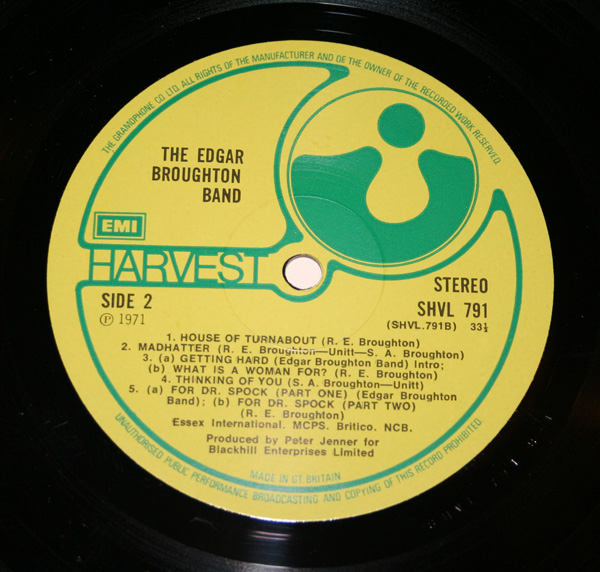 THE GRAMOPHONE CO. LTD. ALL RIGHTS OF THE MANUFACTURER AND OF THE OWNER OF THE RECORDED WORK RESERVED.
THE EDGAR
BROUGHTON
BAND
EMI
HARVEST
SIDE 2
Ⓟ 1971
STEREO
SHVL 791
(SHVL.791B) 33⅓
1. HOUSE OF TURNABOUT (R. E. Broughton)
2. MADHATTER (R. E. Broughton—Unitt—S. A. Broughton)
3. (a) GETTING HARD (Edgar Broughton Band) Intro;
(b) WHAT IS A WOMAN FOR? (R. E. Broughton)
4. THINKING OF YOU (S. A. Broughton—Unitt)
5. (a) FOR DR. SPOCK (PART ONE) (Edgar Broughton
Band); (b) FOR DR. SPOCK (PART TWO)
(R. E. Broughton)
Essex International. MCPS. Britico. NCB.
Produced by Peter Jenner for
Blackhill Enterprises Limited
MADE IN GT. BRITAIN
UNAUTHORISED PUBLIC PERFORMANCE BROADCASTING AND COPYING OF THIS RECORD PROHIBITED.